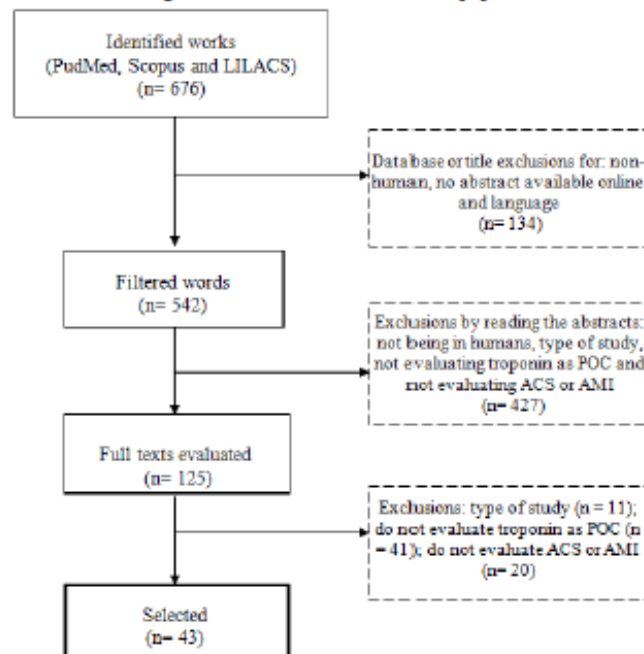 Identified works
(PudMed, Scopus and LILACS)
(n= 676)
Database or title exclusions for: non-
human, no abstract available online
and language
(n= 134)
Filtered words
(n= 542)
Exclusions by reading the abstracts:
not being in humans, type of study,
not evaluating troponin as POC and
not evaluating ACS or AMI
(n= 427)
Full texts evaluated
(n= 125)
Exclusions: type of study (n = 11);
do not evaluate troponin as POC (n
= 41); do not evaluate ACS or AMI
(n= 20)
Selected
(n= 43)